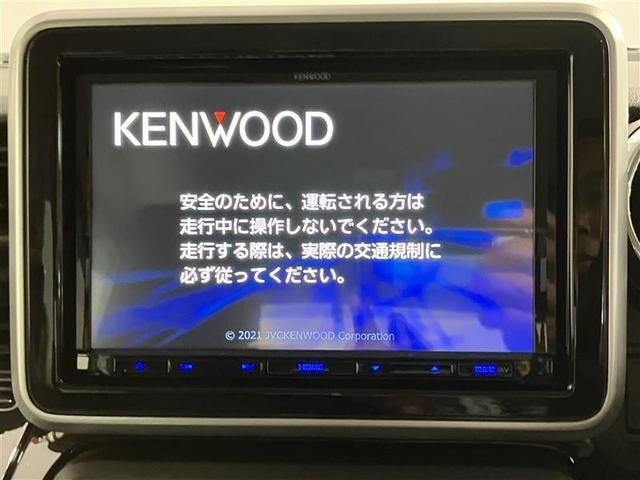 KENWOOD
KENWOOD
安全のために、運転される方は
走行中に操作しないでください。
走行する際は、実際の交通規制に
必ず従ってください。
© 2021 JVCKENWOOD Corporation
HOME